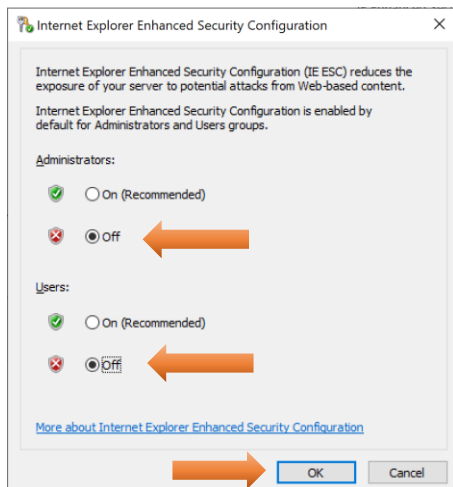 Internet Explorer Enhanced Security Configuration
Internet Explorer Enhanced Security Configuration (IE ESC) reduces the
exposure of your server to potential attacks from Web-based content.
Internet Explorer Enhanced Security Configuration is enabled by
default for Administrators and Users groups.
Administrators:
On (Recommended)
Off
Users:
On (Recommended)
Off
More about Internet Explorer Enhanced Security Configuration
OK Cancel